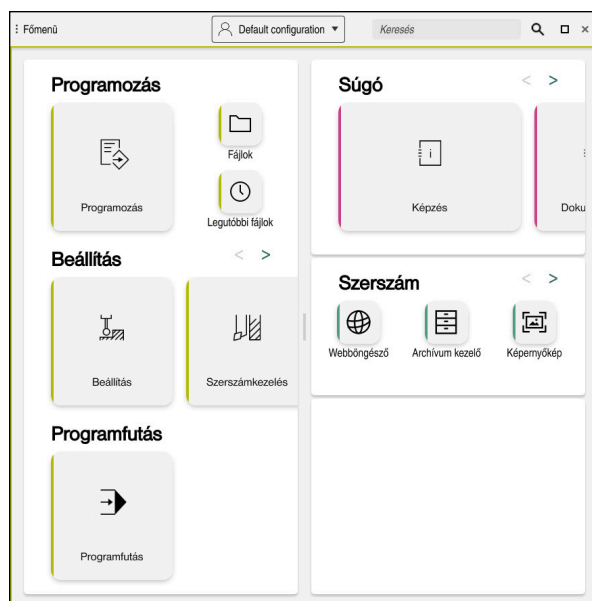 Főmenü
Default configuration
Keresés
Programozás
Programozás
Fájlok
Legutóbbi fájlok
Beállítás
Beállítás
Szerszámkezelés
Programfutás
Programfutás
Súgó
Képzés
Doku
Szerszám
Webböngésző
Archívum kezelő
Képernyőkép